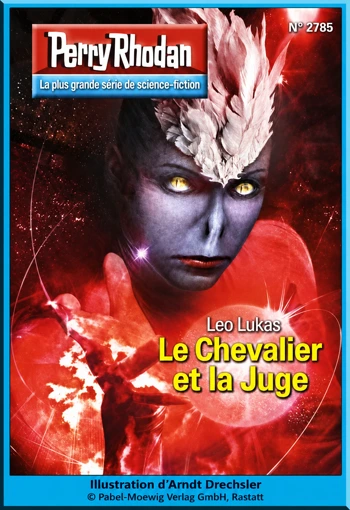 N° 2785
Perry Rhodan
La plus grande série de science-fiction
Leo Lukas
Le Chevalier
et la Juge
Illustration d'Arndt Drechsler
© Pabel-Moewig Verlag GmbH, Rastatt